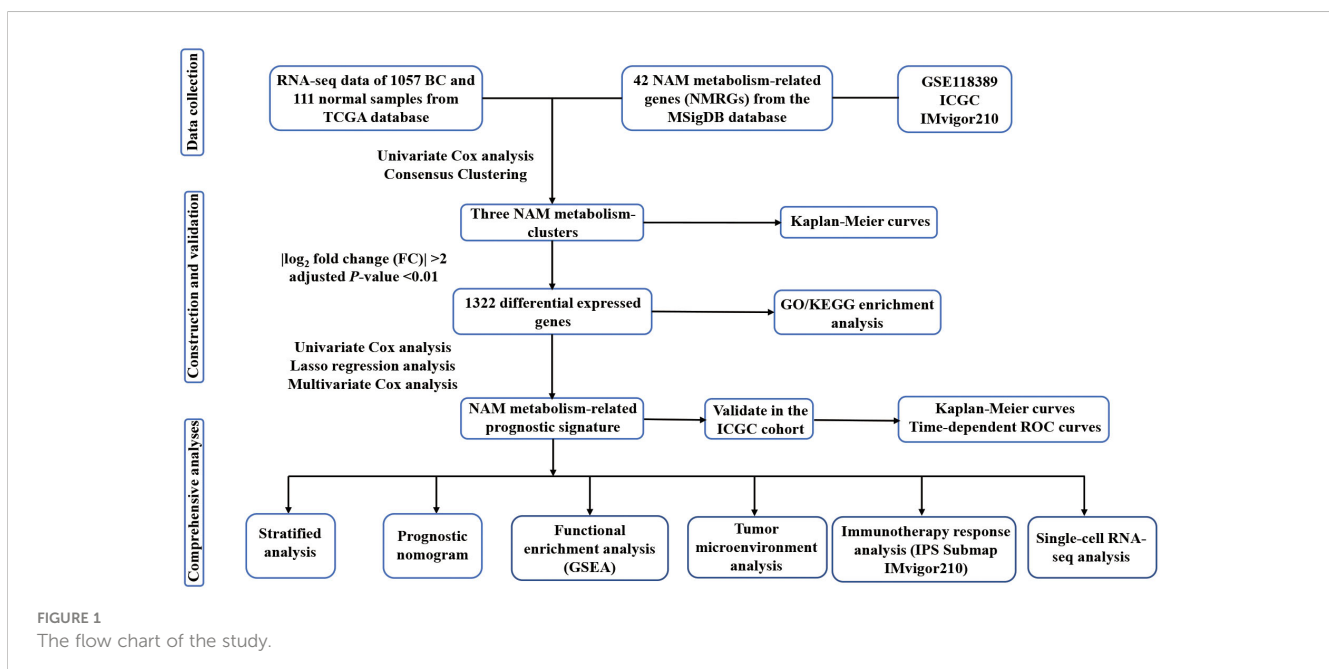 Data collection
RNA-seq data of 1057 BC and
111 normal samples from
TCGA database
42 NAM metabolism-related
genes (NMRGs) from the
MSigDB database
GSE118389
ICGC
IMvigor210
Univariate Cox analysis
Consensus Clustering
Construction and validation
Three NAM metabolism-
clusters
Kaplan-Meier curves
|log₂ fold change (FC)| >2
adjusted P-value <0.01
1322 differential expressed
genes
GO/KEGG enrichment
analysis
Univariate Cox analysis
Lasso regression analysis
Multivariate Cox analysis
NAM metabolism-related
prognostic signature
Validate in the
ICGC cohort
Kaplan-Meier curves
Time-dependent ROC curves
Comprehensive analyses
Stratified
analysis
Prognostic
nomogram
Functional
enrichment analysis
(GSEA)
Tumor
microenvironment
analysis
Immunotherapy response
analysis (IPS Submap
IMvigor210)
Single-cell RNA-
seq analysis
FIGURE 1
The flow chart of the study.